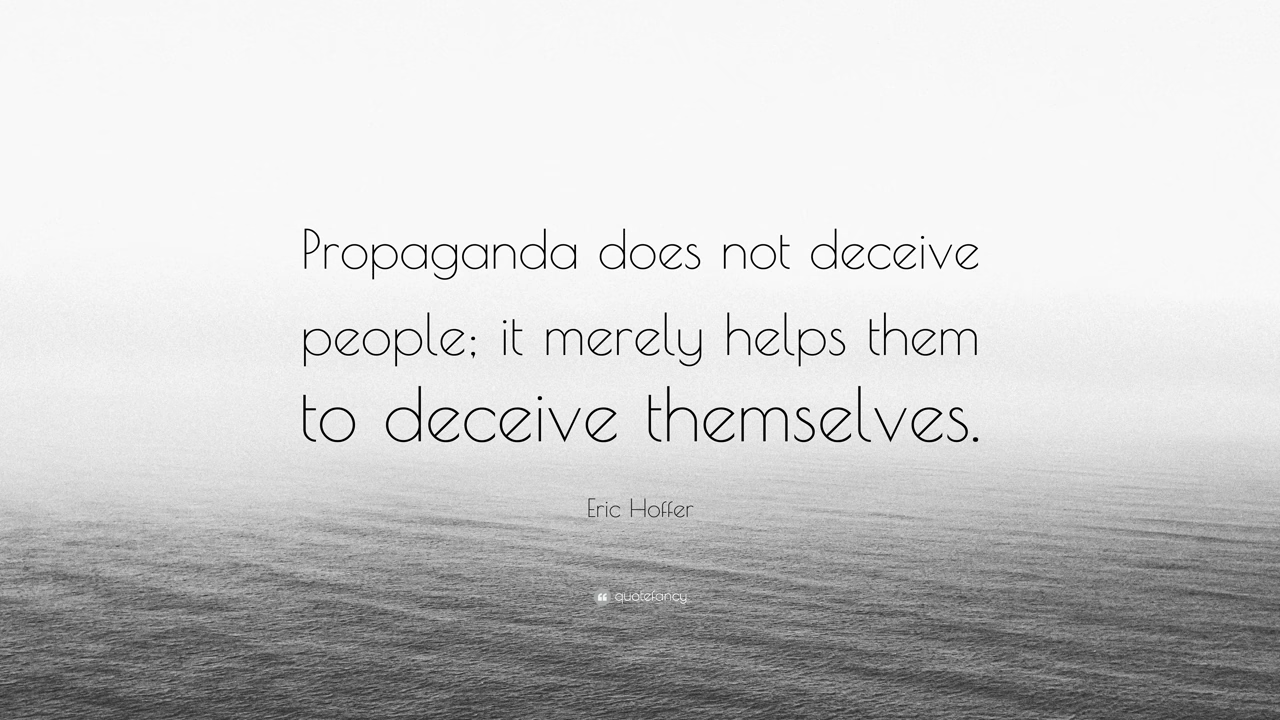 Propaganda does not deceive
people; it merely helps them
to deceive themselves.
Eric Hoffer
quotefancy